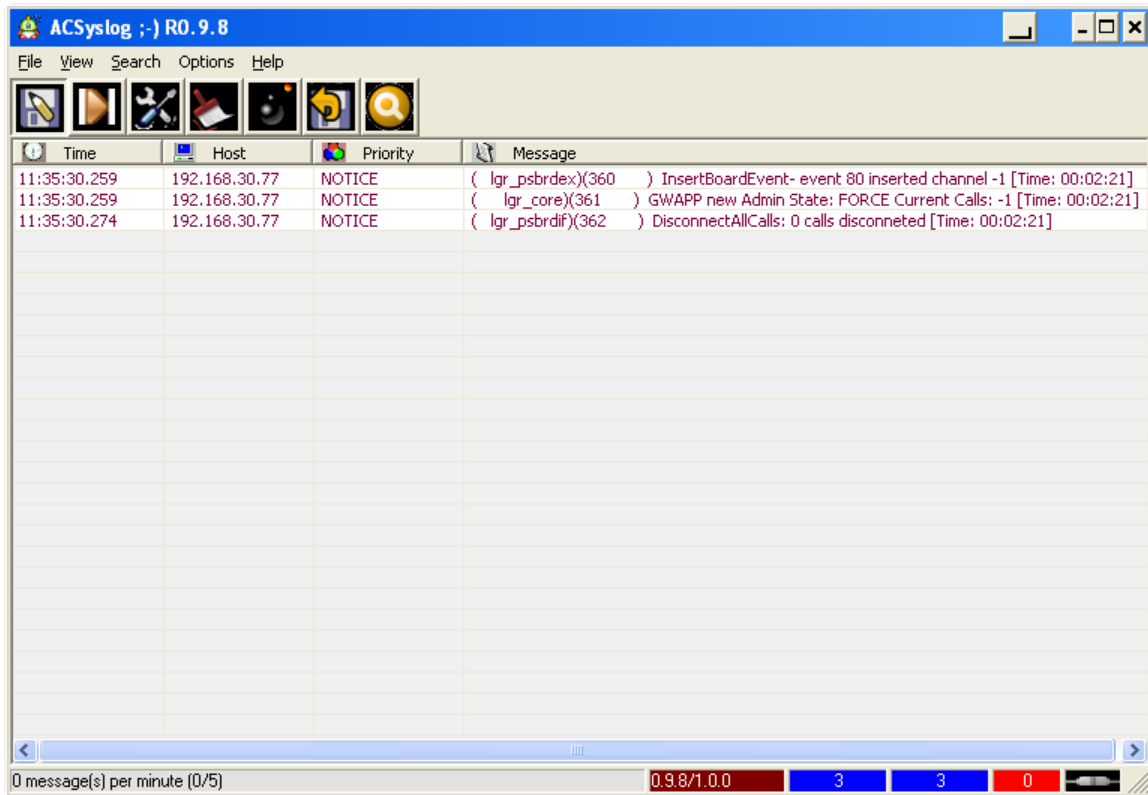 ACSyslog ;-) R0.9.8
File View Search Options Help
Time Host Priority Message
11:35:30.259 192.168.30.77 NOTICE ( lgr_psbrdex)(360 ) InsertBoardEvent- event 80 inserted channel -1 [Time: 00:02:21]
11:35:30.259 192.168.30.77 NOTICE ( lgr_core)(361 ) GWAPP new Admin State: FORCE Current Calls: -1 [Time: 00:02:21]
11:35:30.274 192.168.30.77 NOTICE ( lgr_psbrdif)(362 ) DisconnectAllCalls: 0 calls disconneted [Time: 00:02:21]
0 message(s) per minute (0/5) 0.9.8/1.0.0 3 3 0